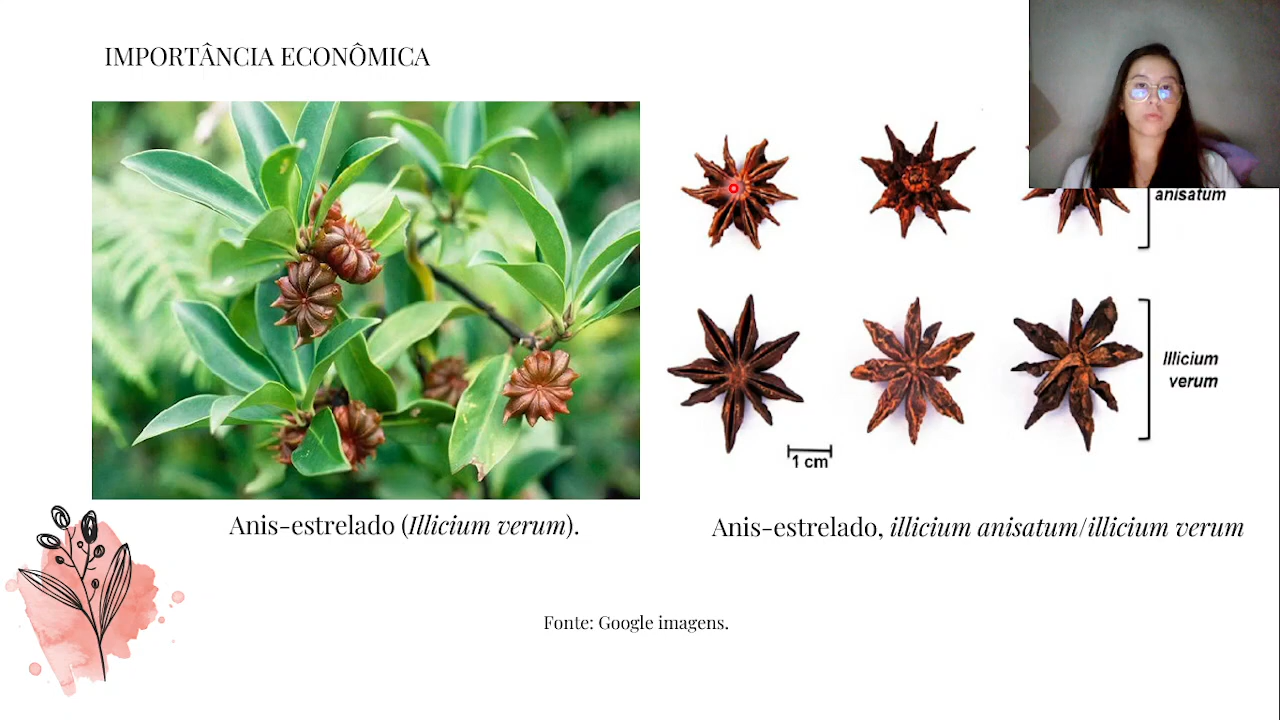 IMPORTÂNCIA ECONÔMICA
anisatum
Illicium
verum
1 cm
Anis-estrelado (Illicium verum).
Anis-estrelado, illicium anisatum/illicium verum
Fonte: Google imagens.